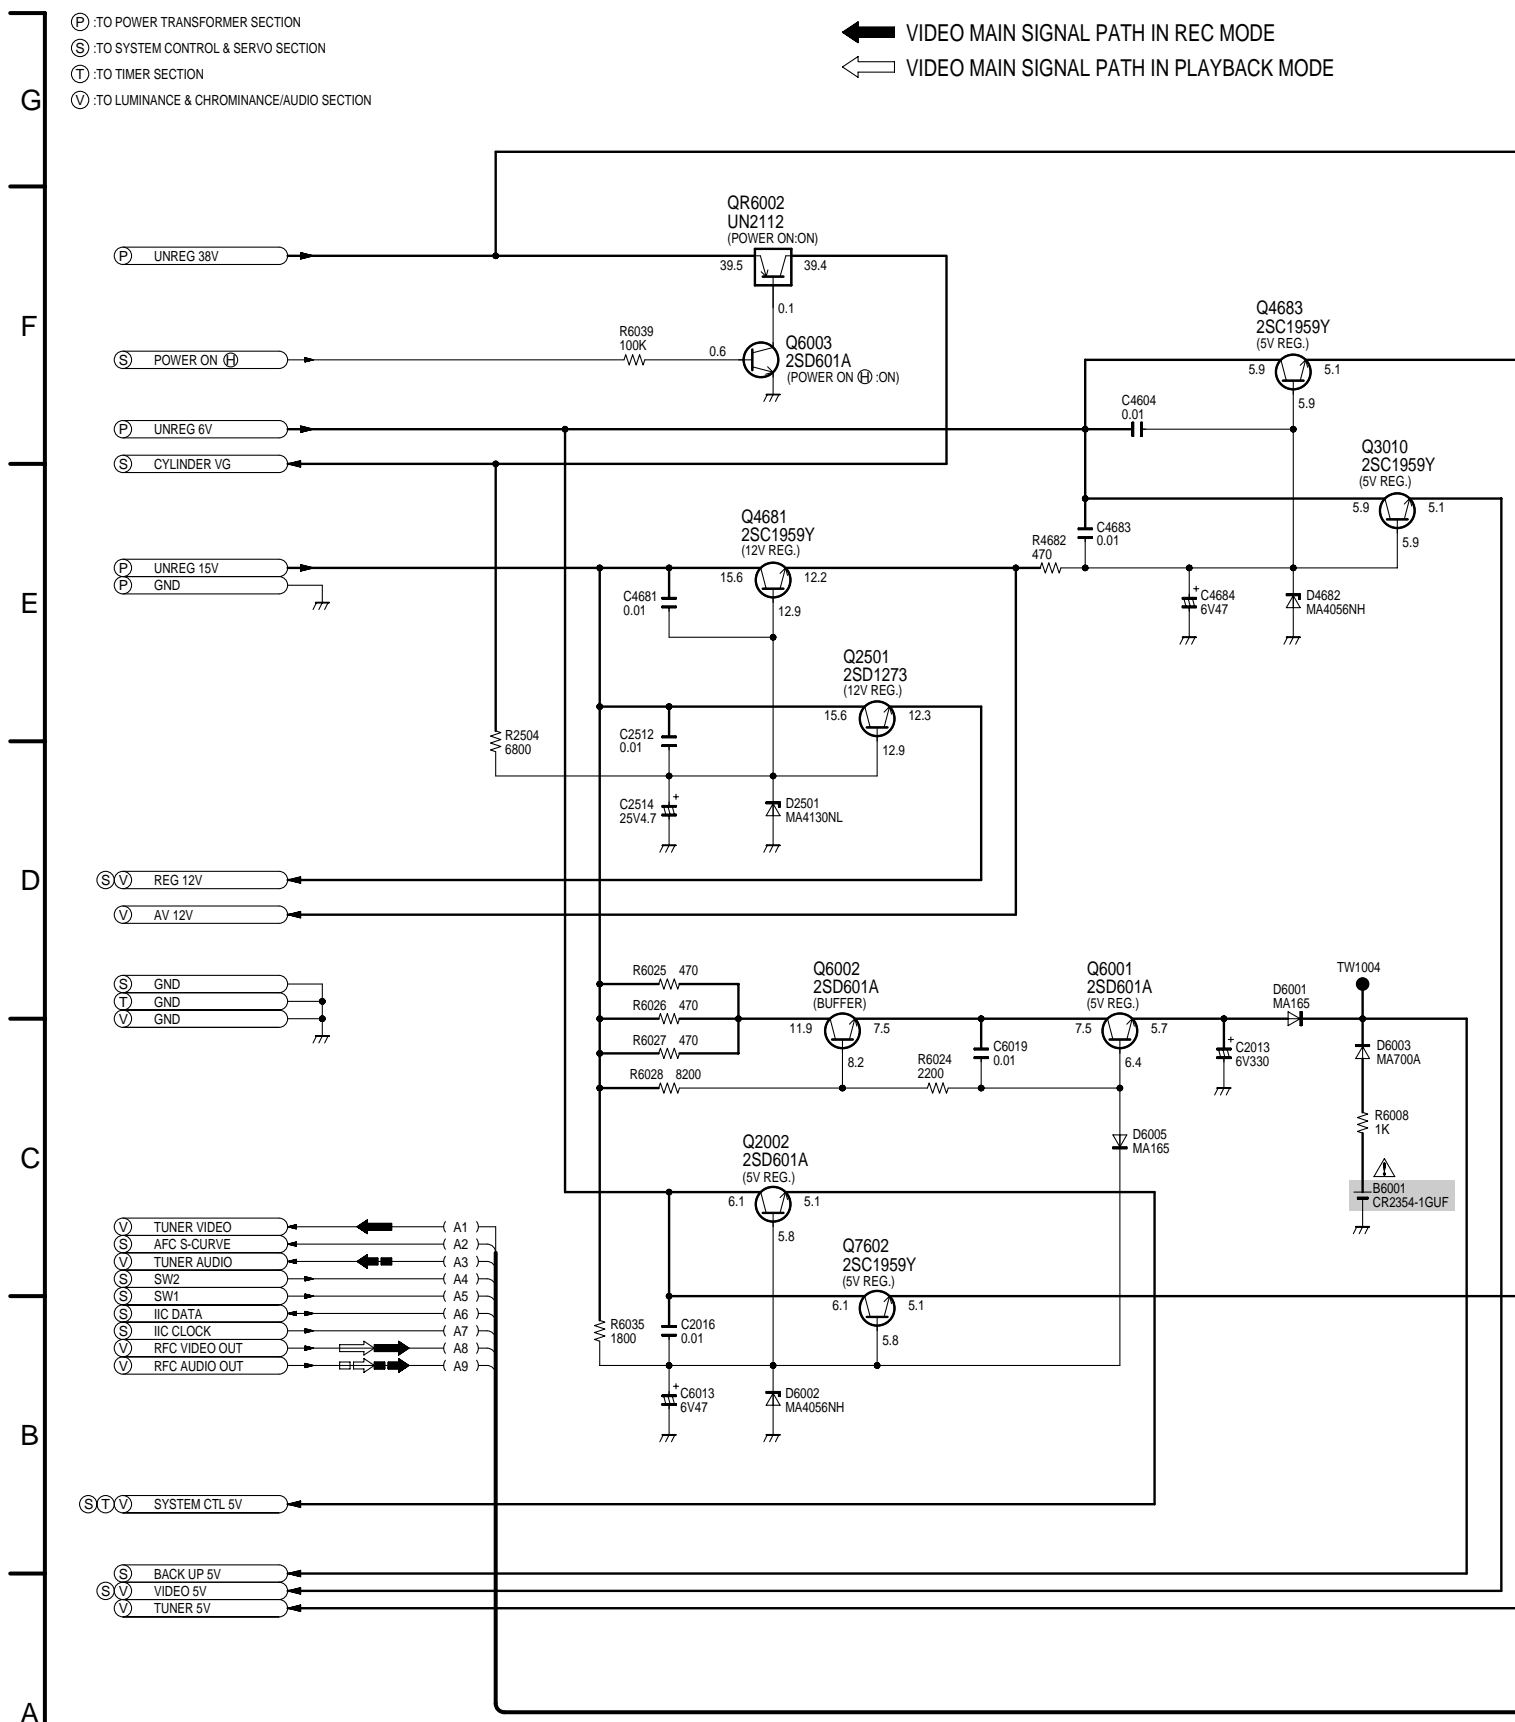 Ⓟ :TO POWER TRANSFORMER SECTION
Ⓢ :TO SYSTEM CONTROL & SERVO SECTION
Ⓣ :TO TIMER SECTION
Ⓥ :TO LUMINANCE & CHROMINANCE/AUDIO SECTION
VIDEO MAIN SIGNAL PATH IN REC MODE
VIDEO MAIN SIGNAL PATH IN PLAYBACK MODE
G
F
E
D
C
B
A
Ⓟ UNREG 38V
Ⓢ POWER ON Ⓗ
Ⓟ UNREG 6V
Ⓢ CYLINDER VG
Ⓟ UNREG 15V
Ⓟ GND
QR6002
UN2112
(POWER ON:ON)
39.5
39.4
0.1
R6039
100K
0.6
Q6003
2SD601A
(POWER ON Ⓗ :ON)
Q4683
2SC1959Y
(5V REG.)
5.9
5.1
5.9
C4604
0.01
Q3010
2SC1959Y
(5V REG.)
5.9
5.1
5.9
Q4681
2SC1959Y
(12V REG.)
15.6
12.2
12.9
C4681
0.01
R4682
470
C4683
0.01
C4684
6V47
+
D4682
MA4056NH
Q2501
2SD1273
(12V REG.)
15.6
12.3
12.9
R2504
6800
C2512
0.01
C2514
25V4.7
+
D2501
MA4130NL
Ⓢ Ⓥ REG 12V
Ⓥ AV 12V
Ⓢ GND
Ⓣ GND
Ⓥ GND
R6025 470
R6026 470
R6027 470
R6028 8200
Q6002
2SD601A
(BUFFER)
11.9
7.5
8.2
R6024
2200
C6019
0.01
Q6001
2SD601A
(5V REG.)
7.5
5.7
6.4
D6001
MA165
TW1004
C2013
6V330
+
D6003
MA700A
R6008
1K
B6001
CR2354-1GUF
D6005
MA165
Q2002
2SD601A
(5V REG.)
6.1
5.1
5.8
Q7602
2SC1959Y
(5V REG.)
6.1
5.1
5.8
R6035
1800
C2016
0.01
C6013
6V47
+
D6002
MA4056NH
Ⓥ TUNER VIDEO ( A1 )
Ⓢ AFC S-CURVE ( A2 )
Ⓥ TUNER AUDIO ( A3 )
Ⓢ SW2 ( A4 )
Ⓢ SW1 ( A5 )
Ⓢ IIC DATA ( A6 )
Ⓢ IIC CLOCK ( A7 )
Ⓥ RFC VIDEO OUT ( A8 )
Ⓥ RFC AUDIO OUT ( A9 )
Ⓢ Ⓣ Ⓥ SYSTEM CTL 5V
Ⓢ BACK UP 5V
Ⓢ Ⓥ VIDEO 5V
Ⓥ TUNER 5V